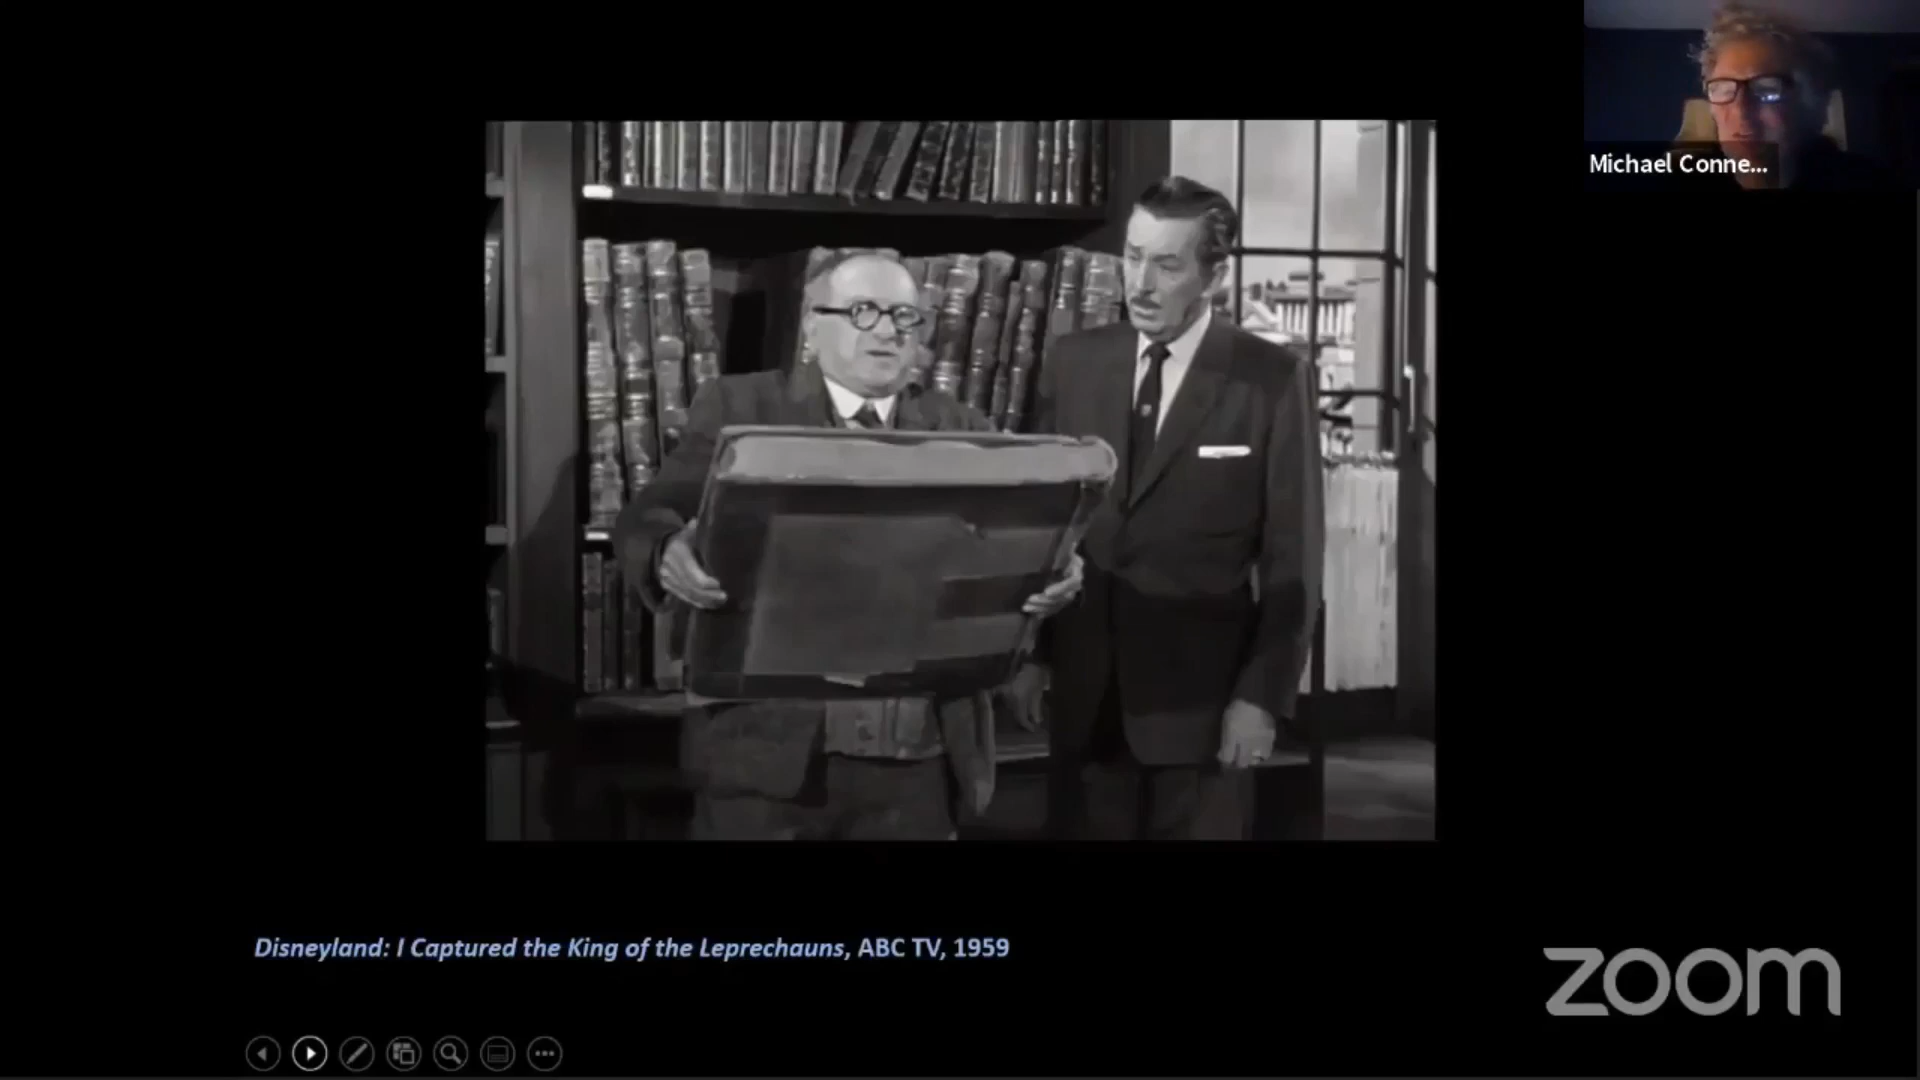 Michael Conne...
Disneyland: I Captured the King of the Leprechauns, ABC TV, 1959
zoom